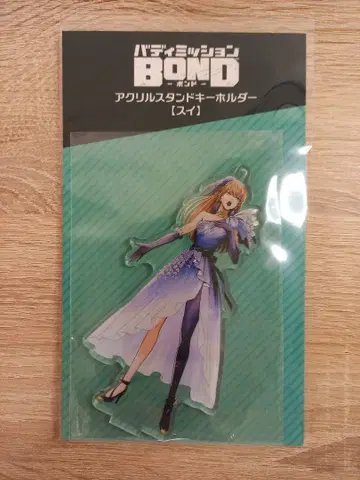 バディミッション
BOND
－ボンド－
アクリルスタンドキーホルダー
【スイ】